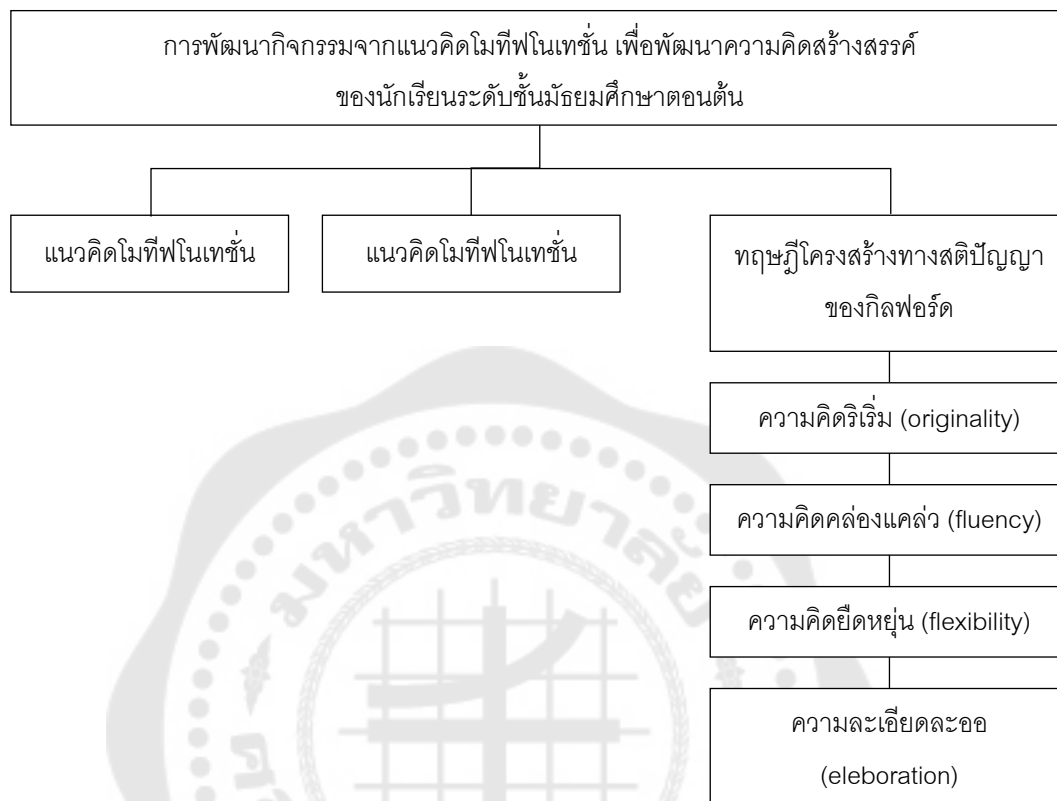 การพัฒนากิจกรรมจากแนวคิดโมทีฟโนเทชั่น เพื่อพัฒนาความคิดสร้างสรรค์
ของนักเรียนระดับชั้นมัธยมศึกษาตอนต้น
แนวคิดโมทีฟโนเทชั่น
แนวคิดโมทีฟโนเทชั่น
ทฤษฎีโครงสร้างทางสติปัญญา
ของกิลฟอร์ด
ความคิดริเริ่ม (originality)
ความคิดคล่องแคล่ว (fluency)
ความคิดยืดหยุ่น (flexibility)
ความละเอียดละออ
(eleboration)
มหาวิทยาลัย